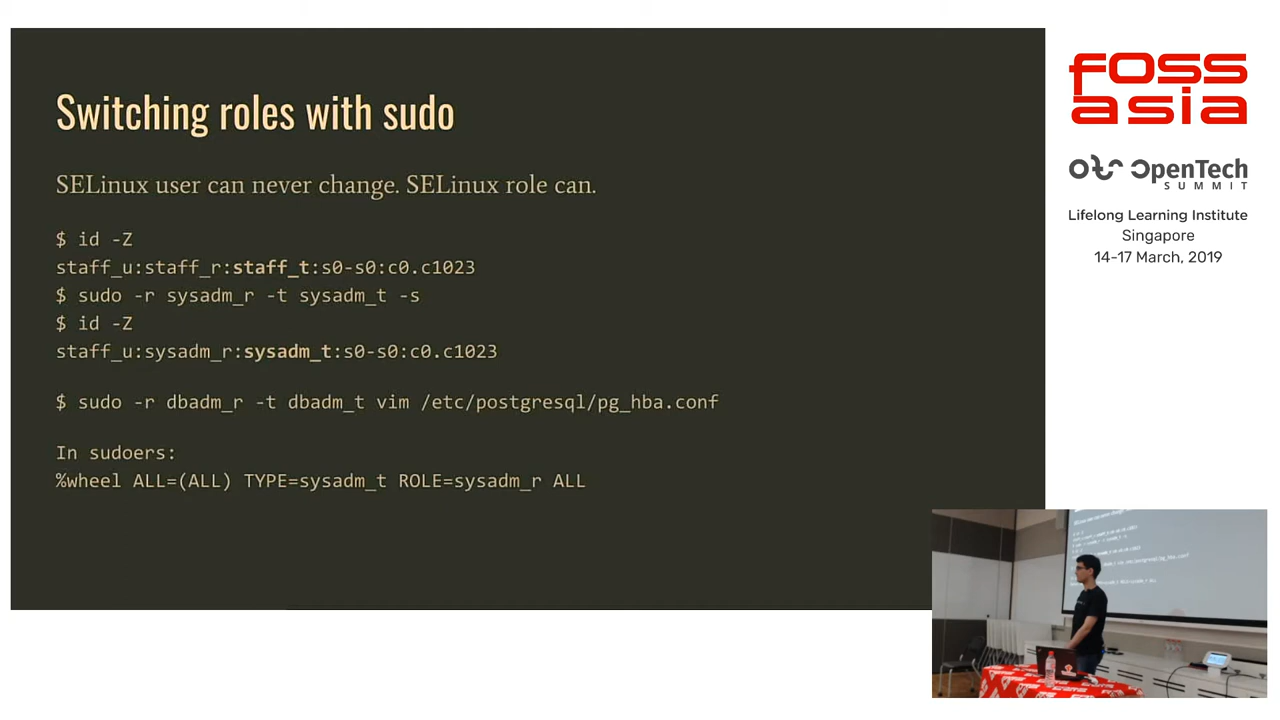 Switching roles with sudo
SELinux user can never change. SELinux role can.
$ id -Z
staff_u:staff_r:staff_t:s0-s0:c0.c1023
$ sudo -r sysadm_r -t sysadm_t -s
$ id -Z
staff_u:sysadm_r:sysadm_t:s0-s0:c0.c1023
$ sudo -r dbadm_r -t dbadm_t vim /etc/postgresql/pg_hba.conf
In sudoers:
%wheel ALL=(ALL) TYPE=sysadm_t ROLE=sysadm_r ALL
foss
asia
OpenTech
SUMMIT
Lifelong Learning Institute
Singapore
14-17 March, 2019